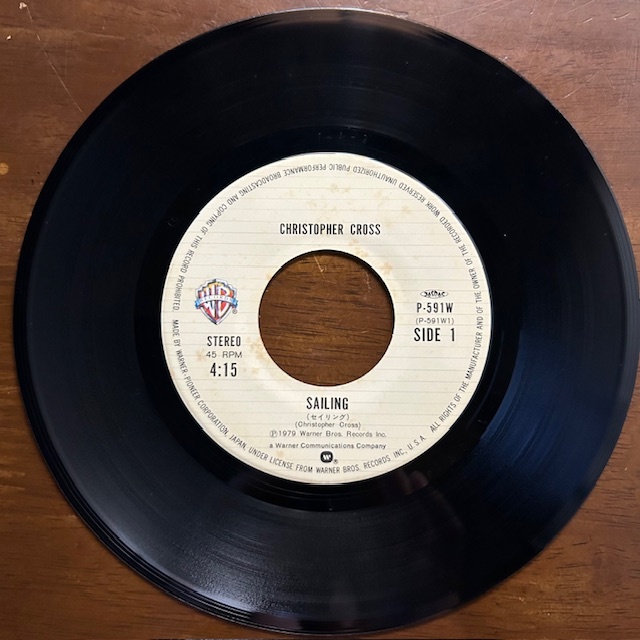 CHRISTOPHER CROSS
WB
STEREO
45 RPM
4:15
P-591W
(P-591W1)
SIDE 1
SAILING
(セイリング)
(Christopher Cross)
Ⓟ1979 Warner Bros. Records Inc.
a Warner Communications Company
W®
MADE BY WARNER-PIONEER CORPORATION, JAPAN, UNDER LICENSE FROM WARNER BROS. RECORDS INC., U.S.A. ALL RIGHTS OF THE MANUFACTURER AND OF THE OWNER OF THE RECORDED WORK RESERVED UNAUTHORIZED PUBLIC PERFORMANCE BROADCASTING AND COPYING OF THIS RECORD PROHIBITED.